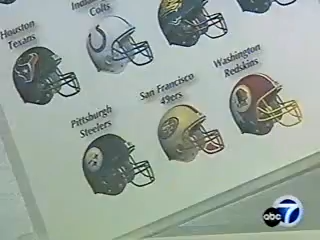 Houston
Texans
Colts
Pittsburgh
Steelers
San Francisco
49ers
Washington
Redskins
abc 7